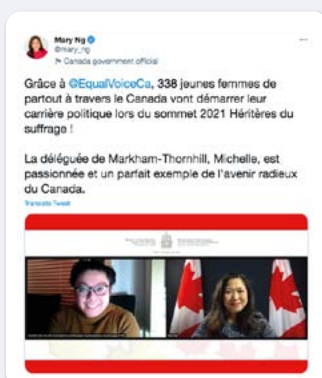 Mary Ng
@mary_ng
Canada government official
Grâce à @EqualVoiceCa, 338 jeunes femmes de
partout à travers le Canada vont démarrer leur
carrière politique lors du sommet 2021 Héritères du
suffrage !
La déléguée de Markham-Thornhill, Michelle, est
passionnée et un parfait exemple de l'avenir radieux
du Canada.
Translate Tweet